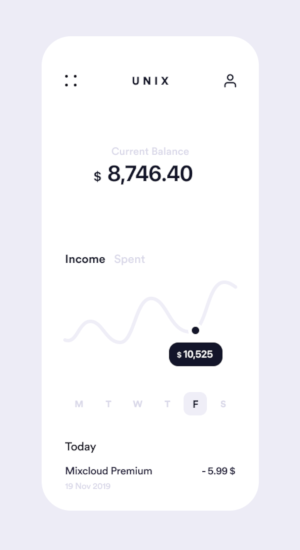 UNIX
Current Balance
$ 8,746.40
Income Spent
$ 10,525
M T W T F S
Today
Mixcloud Premium - 5.99 $
19 Nov 2019